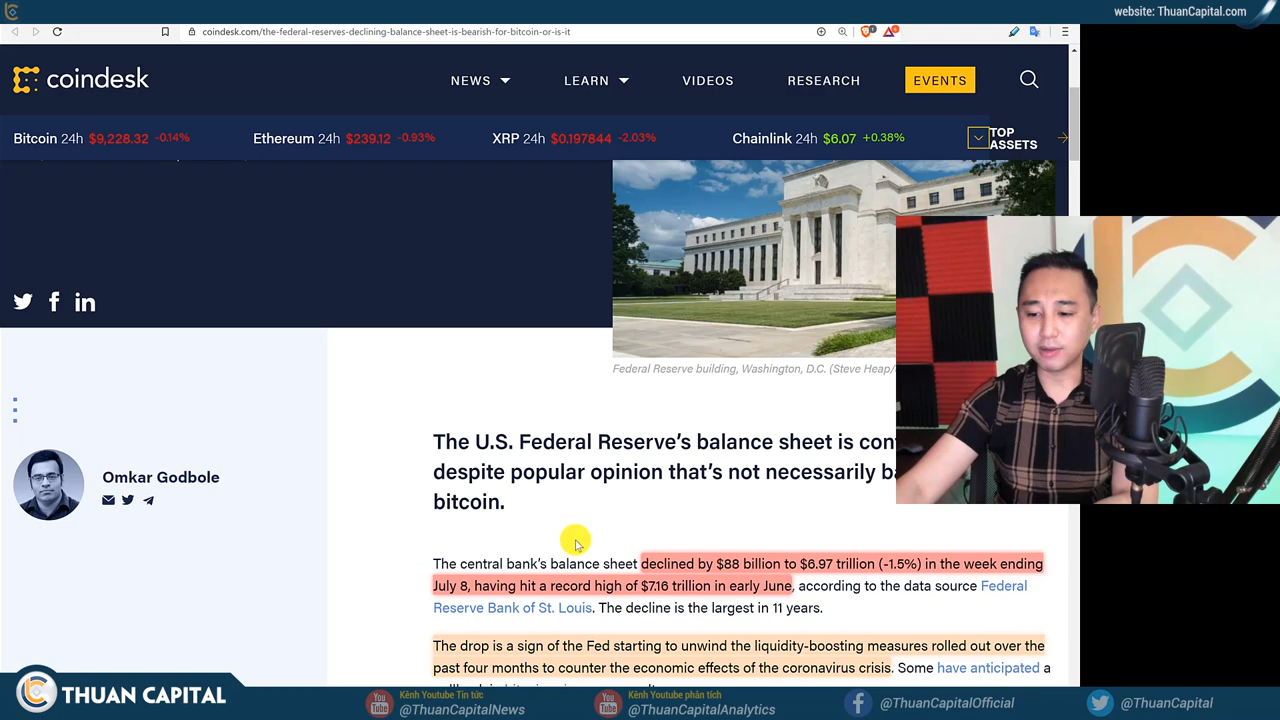 website: ThuanCapital.com
coindesk.com/the-federal-reserves-declining-balance-sheet-is-bearish-for-bitcoin-or-is-it
coindesk
NEWS LEARN VIDEOS RESEARCH EVENTS
Bitcoin 24h $9,228.32 -0.14% Ethereum 24h $239.12 -0.93% XRP 24h $0.197844 -2.03% Chainlink 24h $6.07 +0.38% TOP
ASSETS
Federal Reserve building, Washington, D.C. (Steve Heap/
Omkar Godbole
The U.S. Federal Reserve's balance sheet is
despite popular opinion that's not necessarily
bitcoin.
The central bank's balance sheet declined by $88 billion to $6.97 trillion (-1.5%) in the week ending
July 8, having hit a record high of $7.16 trillion in early June, according to the data source Federal
Reserve Bank of St. Louis. The decline is the largest in 11 years.
The drop is a sign of the Fed starting to unwind the liquidity-boosting measures rolled out over the
past four months to counter the economic effects of the coronavirus crisis. Some have anticipated a
THUAN CAPITAL
Kênh Youtube Tin tức
@ThuanCapitalNews
Kênh Youtube phân tích
@ThuanCapitalAnalytics
@ThuanCapitalOfficial
@ThuanCapital